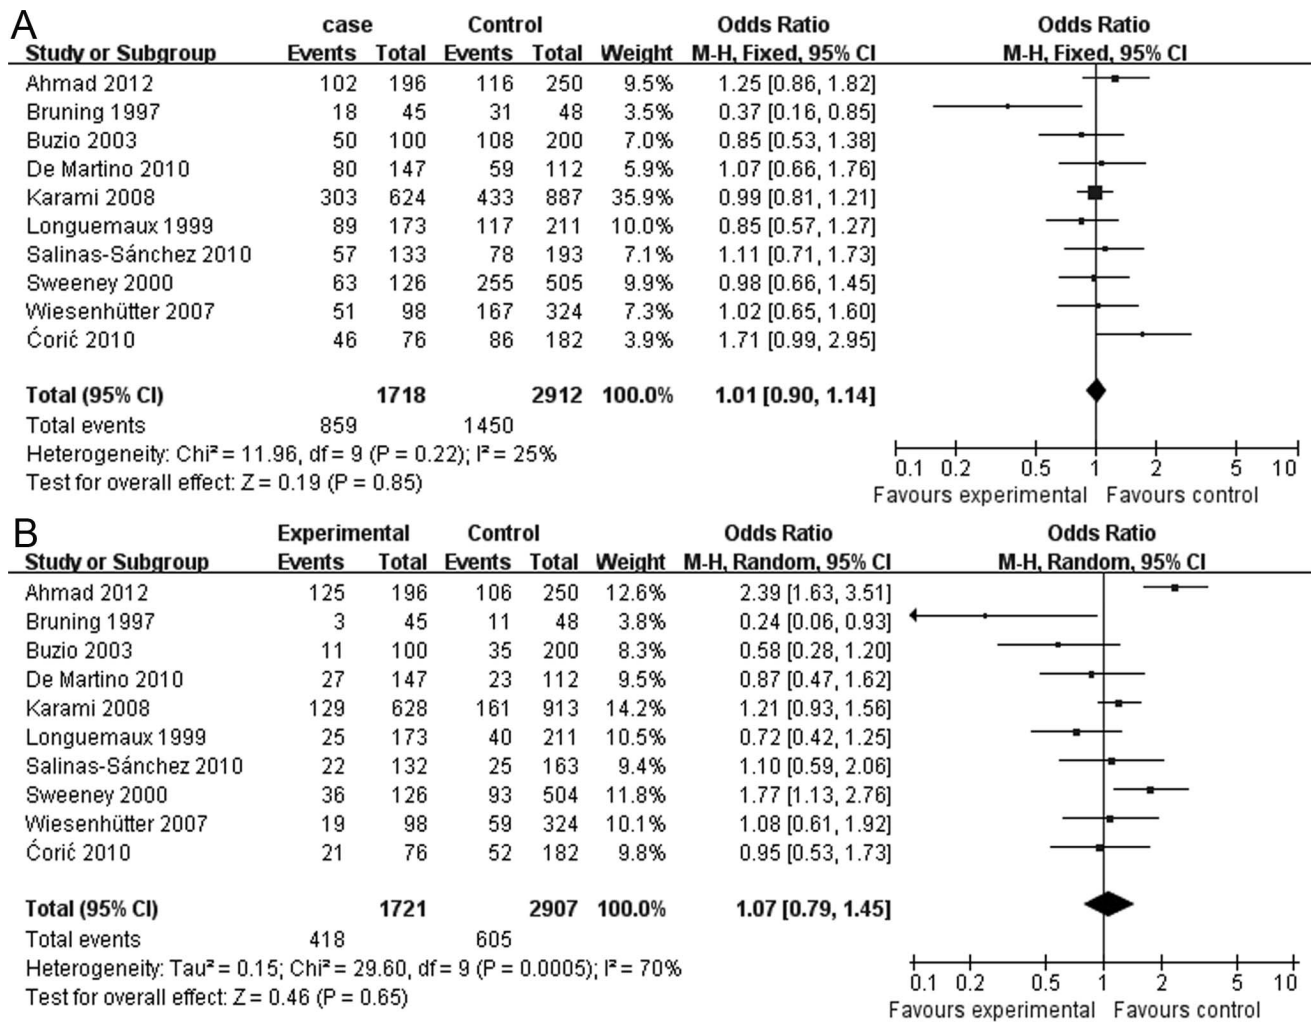 A
case Control Odds Ratio Odds Ratio
Study or Subgroup Events Total Events Total Weight M-H, Fixed, 95% CI M-H, Fixed, 95% CI
Ahmad 2012 102 196 116 250 9.5% 1.25 [0.86, 1.82]
Bruning 1997 18 45 31 48 3.5% 0.37 [0.16, 0.85]
Buzio 2003 50 100 108 200 7.0% 0.85 [0.53, 1.38]
De Martino 2010 80 147 59 112 5.9% 1.07 [0.66, 1.76]
Karami 2008 303 624 433 887 35.9% 0.99 [0.81, 1.21]
Longuemaux 1999 89 173 117 211 10.0% 0.85 [0.57, 1.27]
Salinas-Sánchez 2010 57 133 78 193 7.1% 1.11 [0.71, 1.73]
Sweeney 2000 63 126 255 505 9.9% 0.98 [0.66, 1.45]
Wiesenhütter 2007 51 98 167 324 7.3% 1.02 [0.65, 1.60]
Ćorić 2010 46 76 86 182 3.9% 1.71 [0.99, 2.95]
Total (95% CI) 1718 2912 100.0% 1.01 [0.90, 1.14]
Total events 859 1450
Heterogeneity: Chi² = 11.96, df = 9 (P = 0.22); I² = 25%
Test for overall effect: Z = 0.19 (P = 0.85)
0.1 0.2 0.5 1 2 5 10
Favours experimental Favours control
B
Experimental Control Odds Ratio Odds Ratio
Study or Subgroup Events Total Events Total Weight M-H, Random, 95% CI M-H, Random, 95% CI
Ahmad 2012 125 196 106 250 12.6% 2.39 [1.63, 3.51]
Bruning 1997 3 45 11 48 3.8% 0.24 [0.06, 0.93]
Buzio 2003 11 100 35 200 8.3% 0.58 [0.28, 1.20]
De Martino 2010 27 147 23 112 9.5% 0.87 [0.47, 1.62]
Karami 2008 129 628 161 913 14.2% 1.21 [0.93, 1.56]
Longuemaux 1999 25 173 40 211 10.5% 0.72 [0.42, 1.25]
Salinas-Sánchez 2010 22 132 25 163 9.4% 1.10 [0.59, 2.06]
Sweeney 2000 36 126 93 504 11.8% 1.77 [1.13, 2.76]
Wiesenhütter 2007 19 98 59 324 10.1% 1.08 [0.61, 1.92]
Ćorić 2010 21 76 52 182 9.8% 0.95 [0.53, 1.73]
Total (95% CI) 1721 2907 100.0% 1.07 [0.79, 1.45]
Total events 418 605
Heterogeneity: Tau² = 0.15; Chi² = 29.60, df = 9 (P = 0.0005); I² = 70%
Test for overall effect: Z = 0.46 (P = 0.65)
0.1 0.2 0.5 1 2 5 10
Favours experimental Favours control